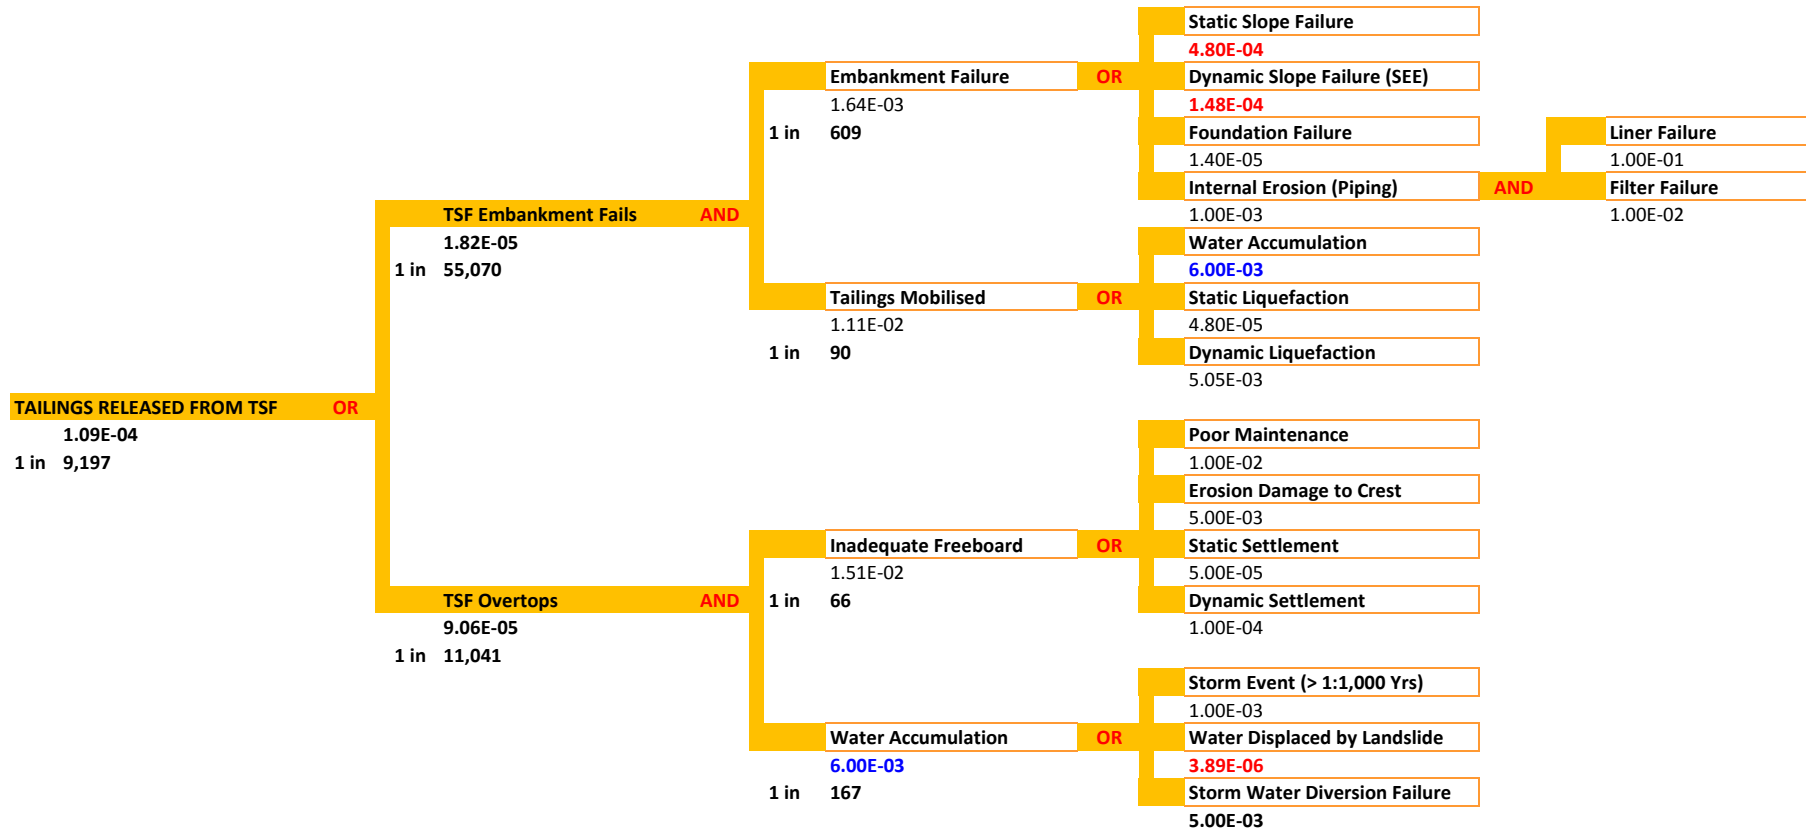 Static Slope Failure
4.80E-04
Embankment Failure OR Dynamic Slope Failure (SEE)
1.64E-03 1.48E-04
1 in 609 Foundation Failure Liner Failure
1.40E-05 1.00E-01
Internal Erosion (Piping) AND Filter Failure
TSF Embankment Fails AND 1.00E-03 1.00E-02
1.82E-05 Water Accumulation
1 in 55,070 6.00E-03
Tailings Mobilised OR Static Liquefaction
1.11E-02 4.80E-05
1 in 90 Dynamic Liquefaction
5.05E-03
TAILINGS RELEASED FROM TSF OR
1.09E-04 Poor Maintenance
1 in 9,197 1.00E-02
Erosion Damage to Crest
5.00E-03
Inadequate Freeboard OR Static Settlement
1.51E-02 5.00E-05
TSF Overtops AND 1 in 66 Dynamic Settlement
9.06E-05 1.00E-04
1 in 11,041
Storm Event (> 1:1,000 Yrs)
1.00E-03
Water Accumulation OR Water Displaced by Landslide
6.00E-03 3.89E-06
1 in 167 Storm Water Diversion Failure
5.00E-03